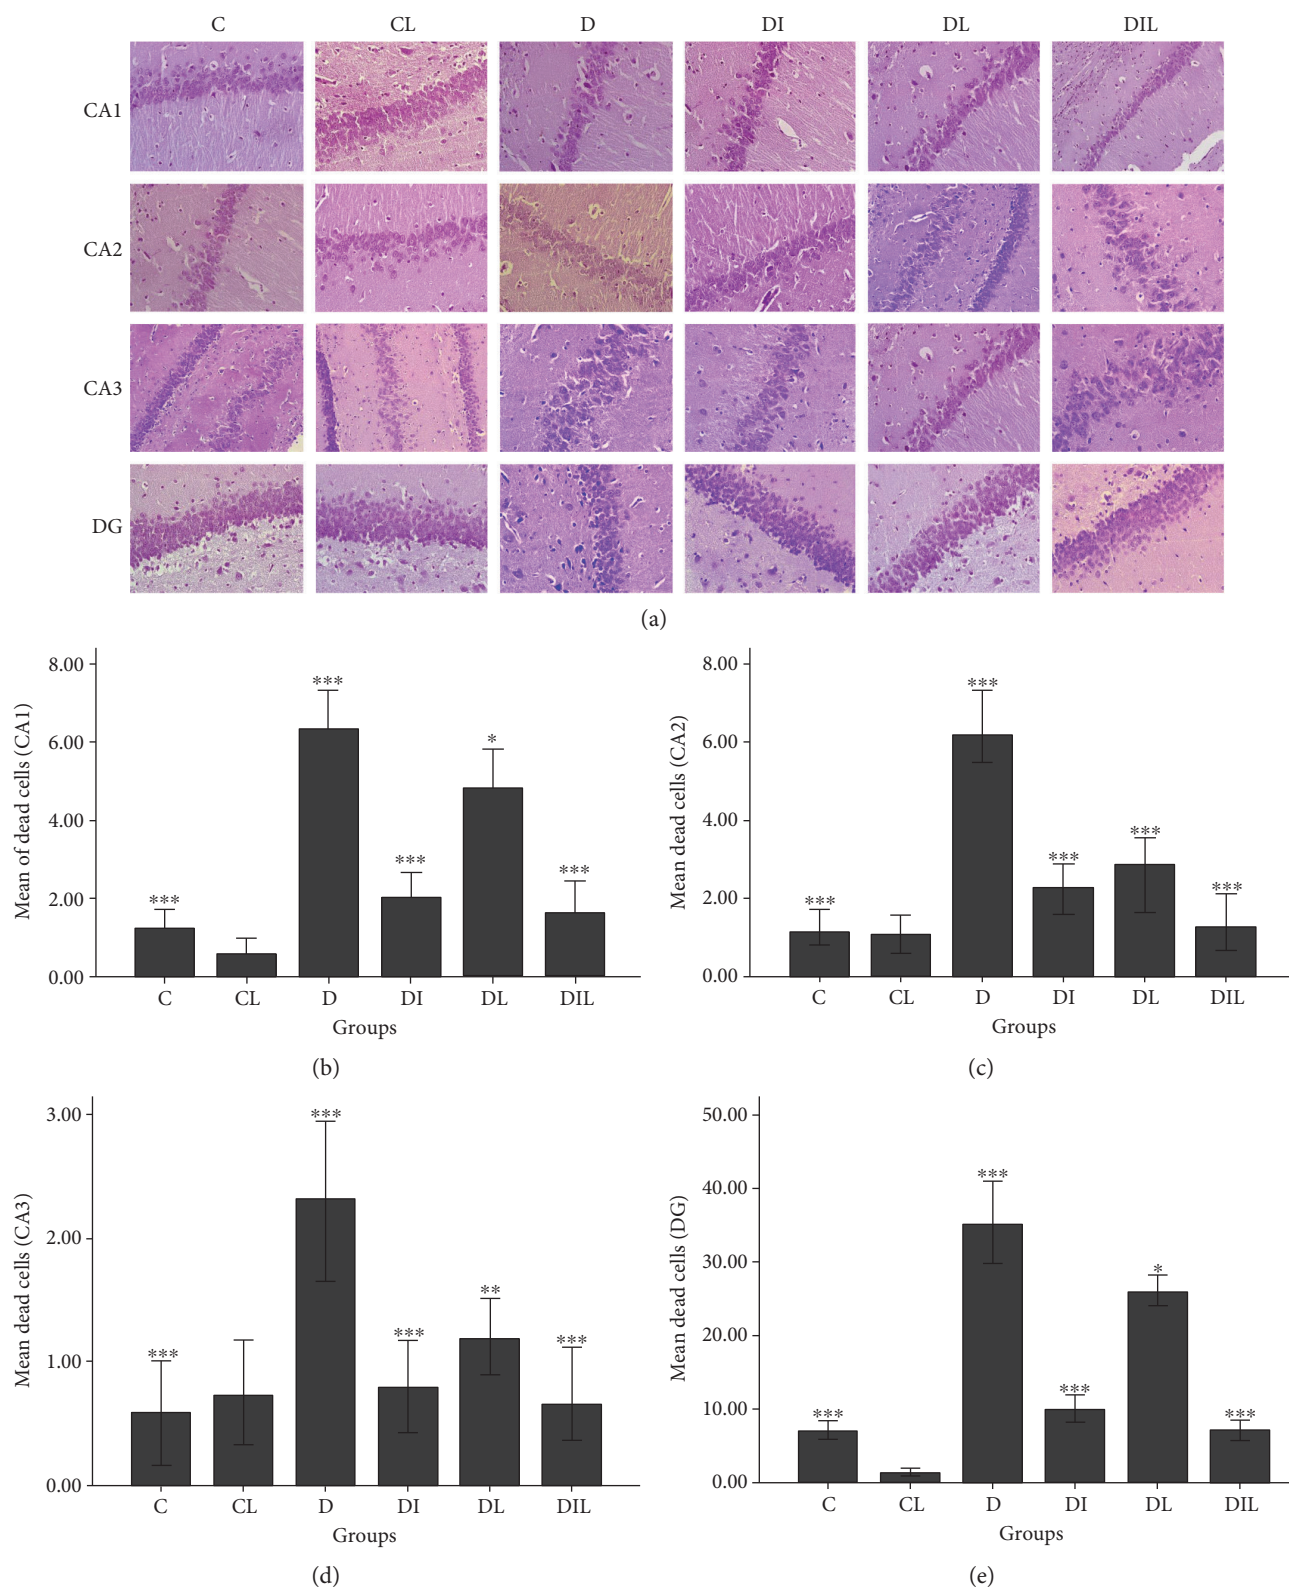 C CL D DI DL DIL
CA1
CA2
CA3
DG
(a)
Mean of dead cells (CA1)
8.00
6.00
4.00
2.00
0.00
***
***
***
*
***
C CL D DI DL DIL
Groups
(b)
Mean dead cells (CA2)
8.00
6.00
4.00
2.00
0.00
***
***
***
***
***
C CL D DI DL DIL
Groups
(c)
Mean dead cells (CA3)
3.00
2.00
1.00
0.00
***
***
***
**
***
C CL D DI DL DIL
Groups
(d)
Mean dead cells (DG)
50.00
40.00
30.00
20.00
10.00
0.00
***
***
***
*
***
C CL D DI DL DIL
Groups
(e)